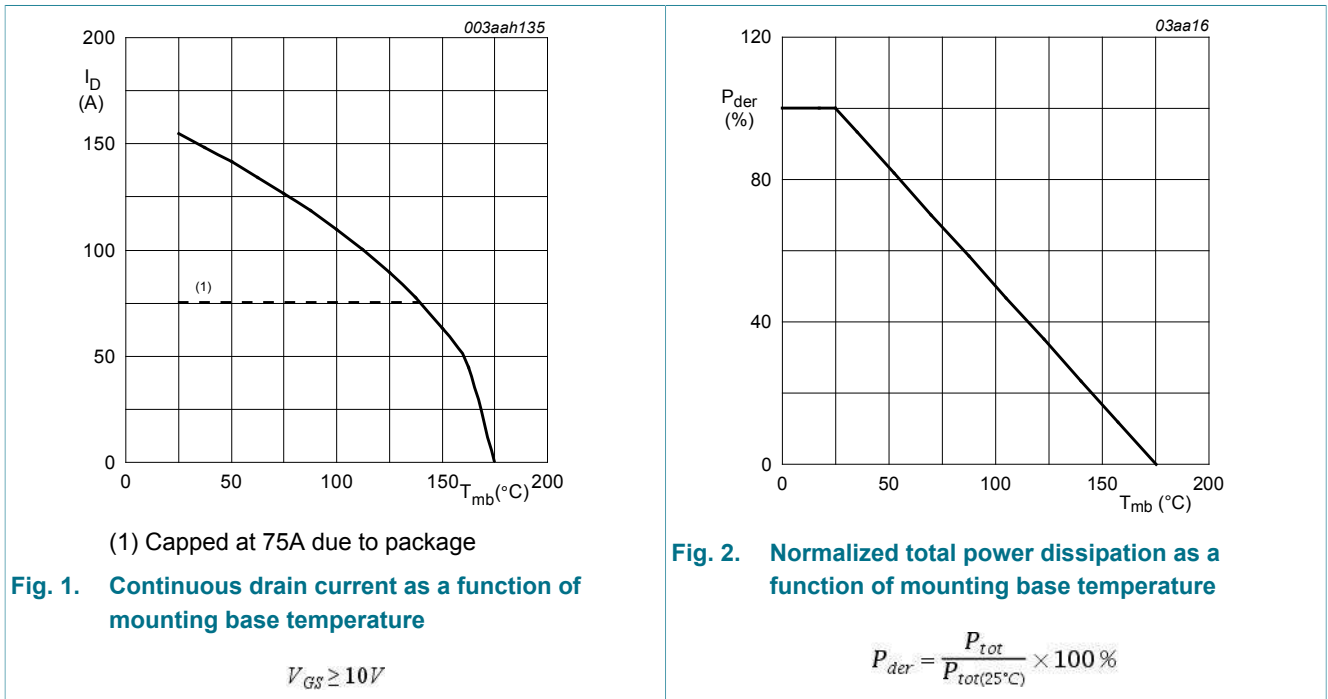 003aah135
200
I_D
(A)
150
100
(1)
50
0
0
50
100
150
T_mb(°C)
200
(1) Capped at 75A due to package
Fig. 1. Continuous drain current as a function of
mounting base temperature
V_GS ≥ 10V
03aa16
120
P_der
(%)
80
40
0
0
50
100
150
200
T_mb (°C)
Fig. 2. Normalized total power dissipation as a
function of mounting base temperature
P_der = P_tot / P_tot(25°C) × 100 %